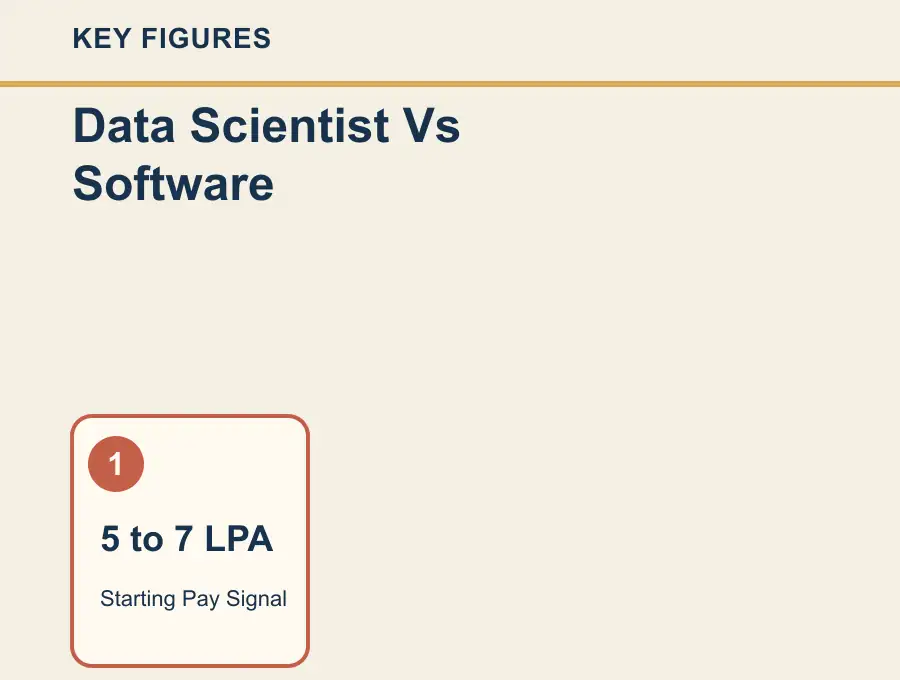 KEY FIGURES
Data Scientist Vs
Software
1
5 to 7 LPA
Starting Pay Signal